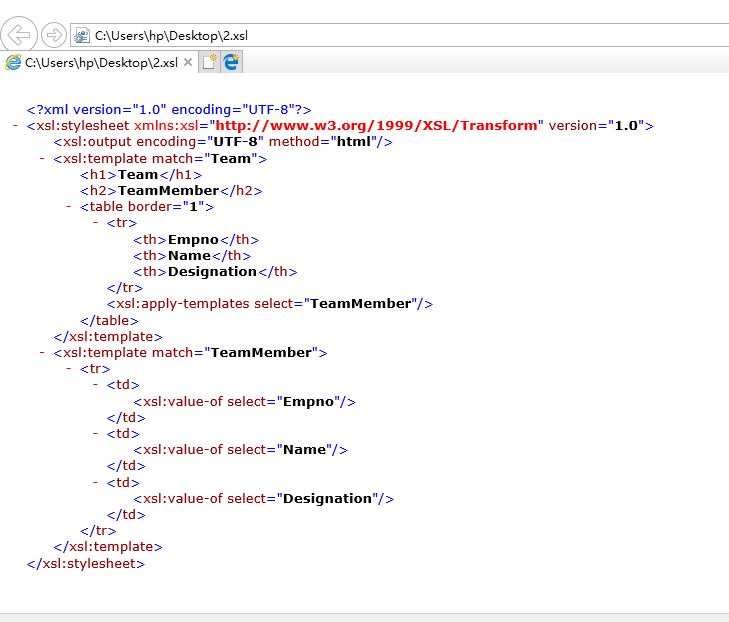 C:\Users\hp\Desktop\2.xsl
C:\Users\hp\Desktop\2.xsl
<?xml version="1.0" encoding="UTF-8"?>
- <xsl:stylesheet xmlns:xsl="http://www.w3.org/1999/XSL/Transform" version="1.0">
<xsl:output encoding="UTF-8" method="html"/>
- <xsl:template match="Team">
<h1>Team</h1>
<h2>TeamMember</h2>
- <table border="1">
- <tr>
<th>Empno</th>
<th>Name</th>
<th>Designation</th>
</tr>
<xsl:apply-templates select="TeamMember"/>
</table>
</xsl:template>
- <xsl:template match="TeamMember">
- <tr>
- <td>
<xsl:value-of select="Empno"/>
</td>
- <td>
<xsl:value-of select="Name"/>
</td>
- <td>
<xsl:value-of select="Designation"/>
</td>
</tr>
</xsl:template>
</xsl:stylesheet>